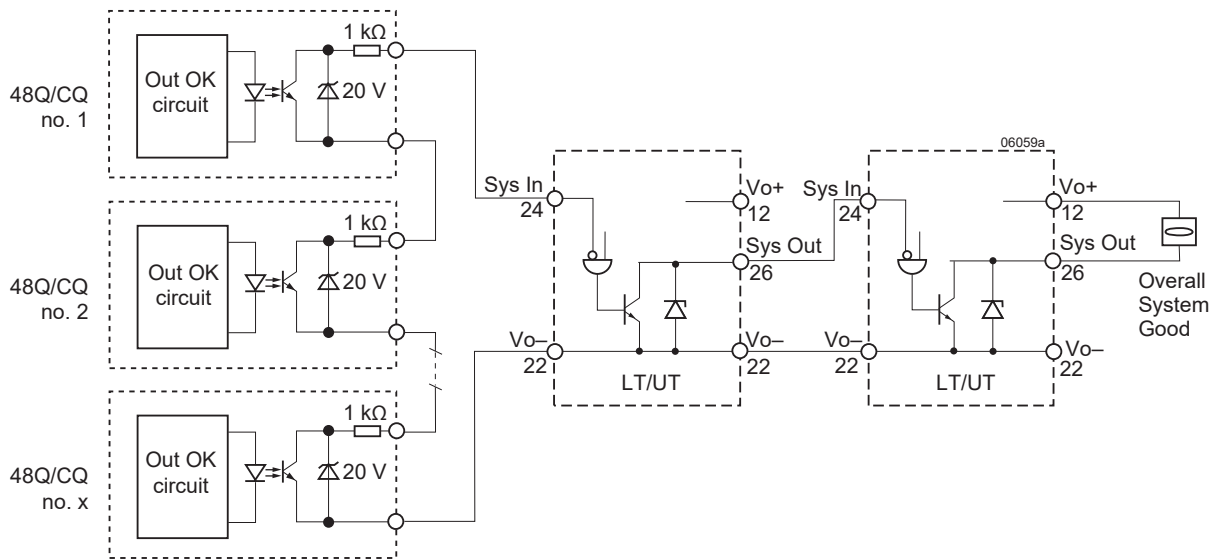 48Q/CQ
no. 1
Out OK
circuit
1 kΩ
20 V
48Q/CQ
no. 2
Out OK
circuit
1 kΩ
20 V
48Q/CQ
no. x
Out OK
circuit
1 kΩ
20 V
Sys In
24
Vo+
12
Sys Out
26
Vo–
22
Vo–
22
LT/UT
06059a
Sys In
24
Vo+
12
Sys Out
26
Vo–
22
Vo–
22
LT/UT
Overall
System
Good